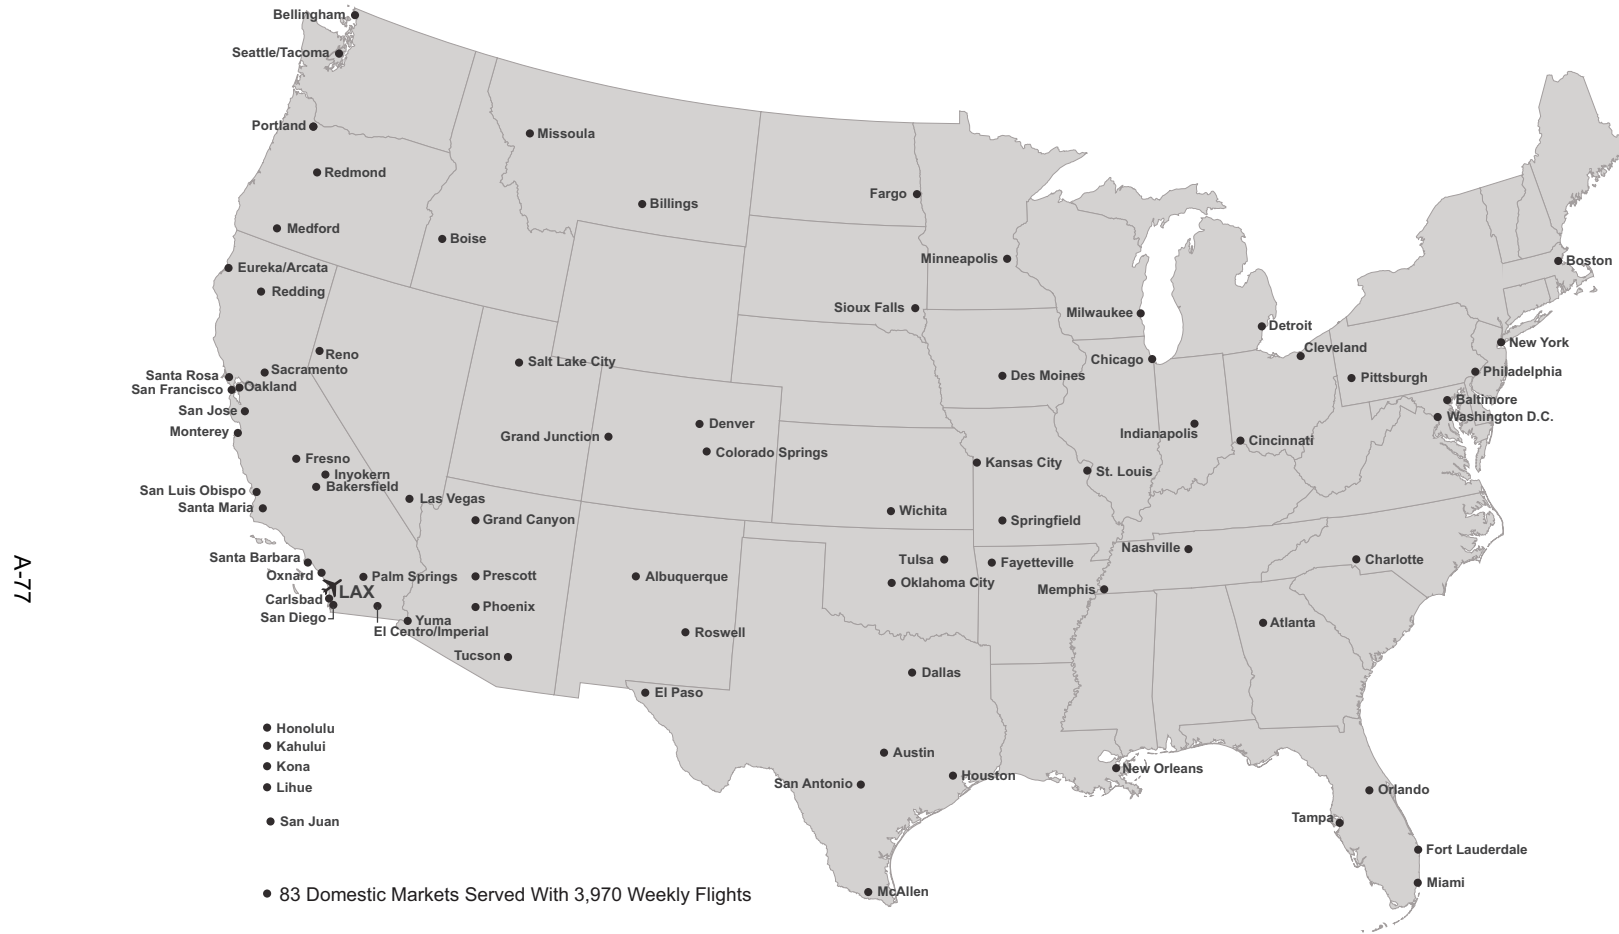 Bellingham
Seattle/Tacoma
Portland
Missoula
Redmond
Fargo
Billings
Medford
Boise
Minneapolis
Boston
Eureka/Arcata
Redding
Sioux Falls
Milwaukee
Detroit
New York
Cleveland
Reno
Chicago
Salt Lake City
Sacramento
Philadelphia
Santa Rosa
Des Moines
Pittsburgh
Oakland
San Francisco
Baltimore
San Jose
Washington D.C.
Denver
Monterey
Indianapolis
Grand Junction
Cincinnati
Colorado Springs
Fresno
Kansas City
St. Louis
Inyokern
Bakersfield
San Luis Obispo
Las Vegas
Santa Maria
Wichita
Grand Canyon
Springfield
Nashville
Santa Barbara
Tulsa
Fayetteville
Charlotte
Oxnard
Palm Springs
Prescott
Albuquerque
Oklahoma City
Memphis
LAX
Carlsbad
Phoenix
San Diego
Yuma
Atlanta
El Centro/Imperial
Roswell
Tucson
Dallas
El Paso
Honolulu
Kahului
Austin
Kona
New Orleans
Houston
San Antonio
Lihue
Orlando
Tampa
San Juan
Fort Lauderdale
Miami
McAllen
83 Domestic Markets Served With 3,970 Weekly Flights
A-77